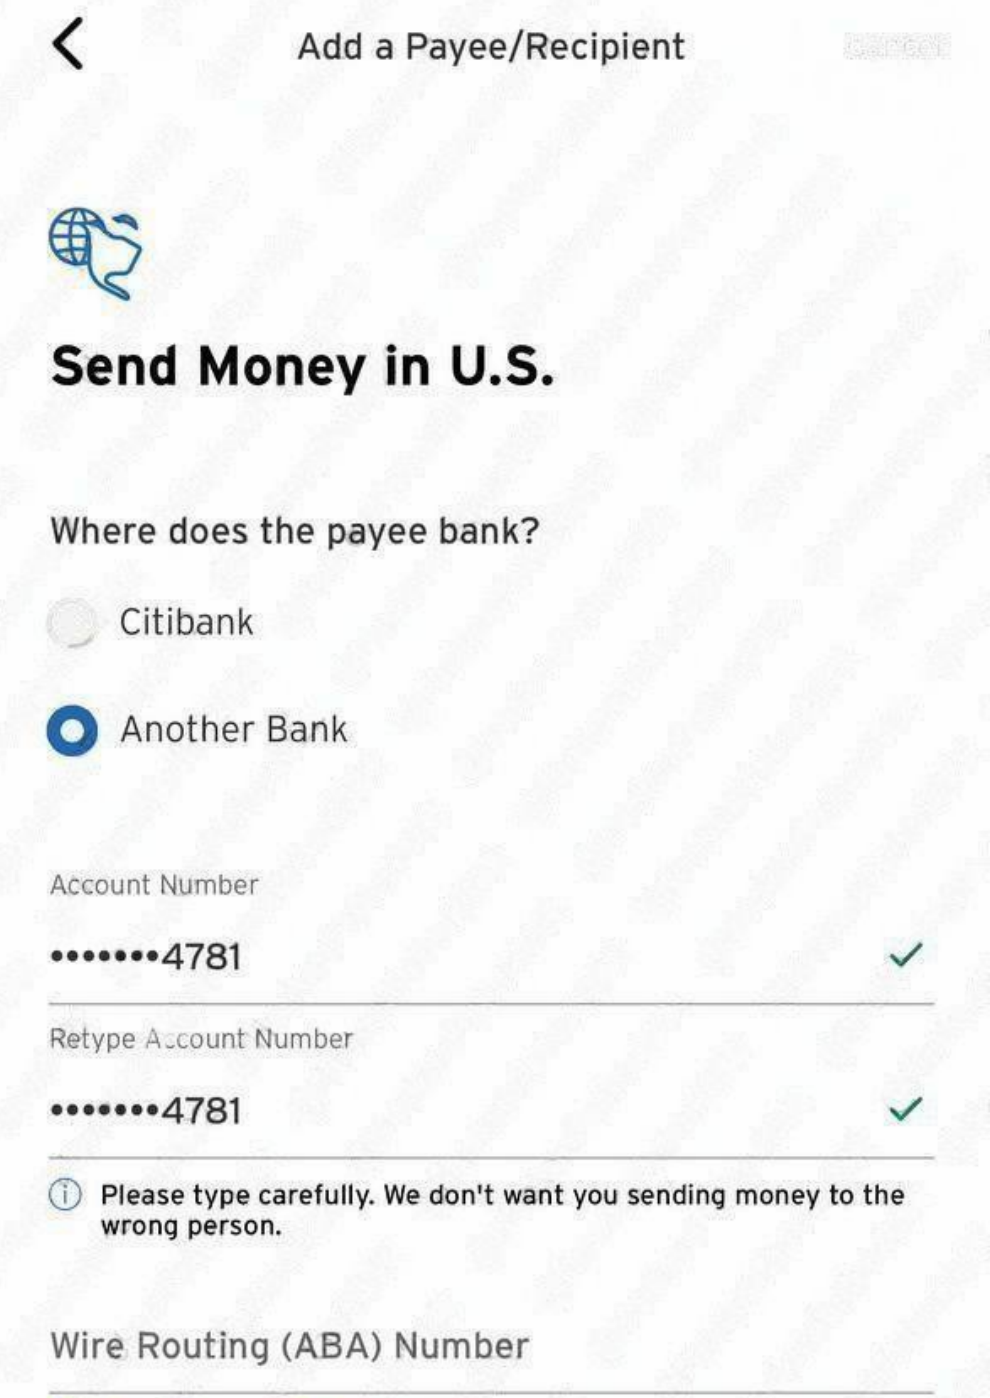 Add a Payee/Recipient
Send Money in U.S.
Where does the payee bank?
Citibank
Another Bank
Account Number
•••••••4781
Retype Account Number
•••••••4781
Please type carefully. We don't want you sending money to the
wrong person.
Wire Routing (ABA) Number